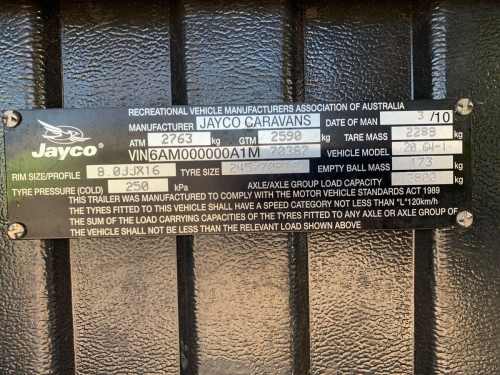 RECREATIONAL VEHICLE MANUFACTURERS ASSOCIATION OF AUSTRALIA
Jayco
MANUFACTURER JAYCO CARAVANS DATE OF MAN 3/10
ATM 2763 kg GTM 2590 kg TARE MASS 2289 kg
VIN 6AM000000A1M VEHICLE MODEL
RIM SIZE/PROFILE 8.0JJX16 TYRE SIZE EMPTY BALL MASS 173 kg
TYRE PRESSURE (COLD) 250 kPa AXLE/AXLE GROUP LOAD CAPACITY kg
THIS TRAILER WAS MANUFACTURED TO COMPLY WITH THE MOTOR VEHICLE STANDARDS ACT 1989
THE TYRES FITTED TO THIS VEHICLE SHALL HAVE A SPEED CATEGORY NOT LESS THAN "L"120km/h
THE SUM OF THE LOAD CARRYING CAPACITIES OF THE TYRES FITTED TO ANY AXLE OR AXLE GROUP OF
THE VEHICLE SHALL NOT BE LESS THAN THE RELEVANT LOAD SHOWN ABOVE